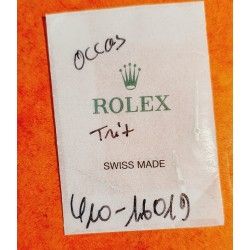 occas
ROLEX
Trit
SWISS MADE
410-16019